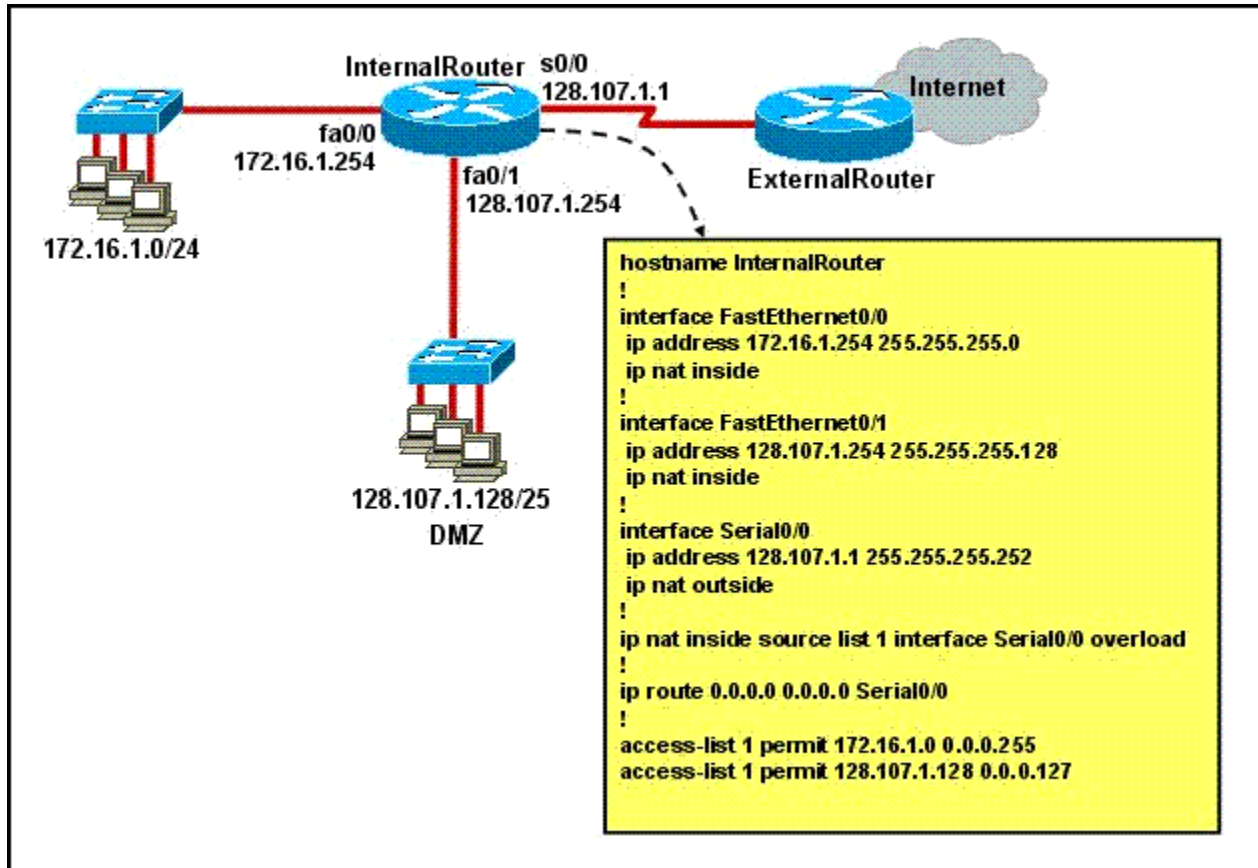 InternalRouter
s0/0
128.107.1.1
Internet
fa0/0
172.16.1.254
fa0/1
128.107.1.254
ExternalRouter
172.16.1.0/24
128.107.1.128/25
DMZ
hostname InternalRouter
!
interface FastEthernet0/0
ip address 172.16.1.254 255.255.255.0
ip nat inside
!
interface FastEthernet0/1
ip address 128.107.1.254 255.255.255.128
ip nat inside
!
interface Serial0/0
ip address 128.107.1.1 255.255.255.252
ip nat outside
!
ip nat inside source list 1 interface Serial0/0 overload
!
ip route 0.0.0.0 0.0.0.0 Serial0/0
!
access-list 1 permit 172.16.1.0 0.0.0.255
access-list 1 permit 128.107.1.128 0.0.0.127